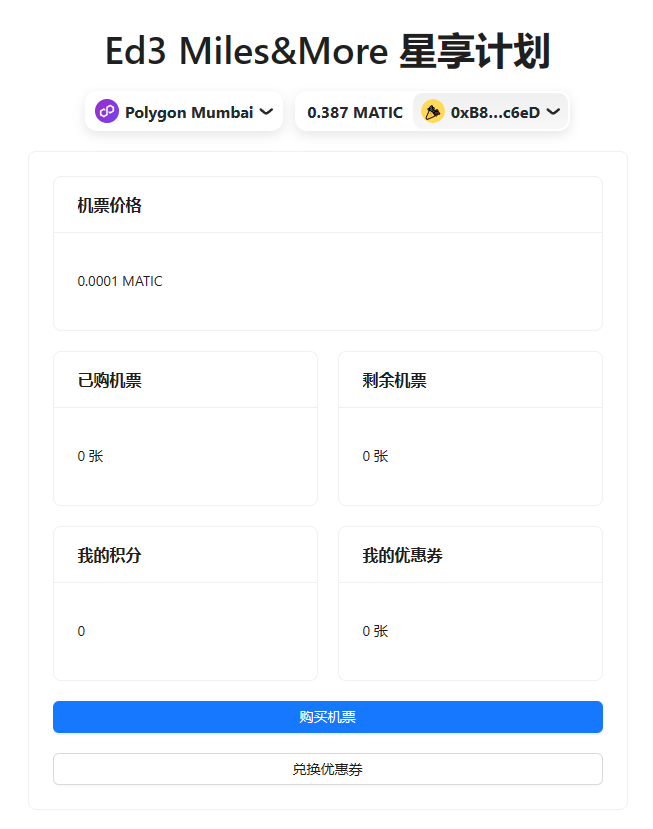 Ed3 Miles&More 星享计划
Polygon Mumbai 0.387 MATIC 0xB8...c6eD
机票价格
0.0001 MATIC
已购机票 剩余机票
0 张 0 张
我的积分 我的优惠券
0 0 张
购买机票
兑换优惠券